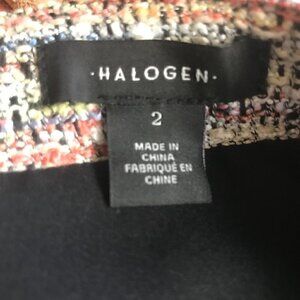 ·HALOGEN·
2
MADE IN
CHINA
FABRIQUÉ EN
CHINE